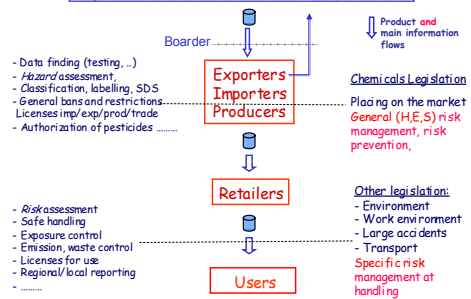 Boarder
Product and
main information
flows
- Data finding (testing, ..)
- Hazard assessment,
- Classification, labelling, SDS
- General bans and restrictions
Licenses imp/exp/prod/trade
- Authorization of pesticides .........
Exporters
Importers
Producers
Chemicals Legislation
Placing on the market
General (H,E,S) risk
management, risk
prevention,
Retailers
- Risk assessment
- Safe handling
- Exposure control
- Emission, waste control
- Licenses for use
- Regional/local reporting
- .........
Other legislation:
- Environment
- Work environment
- Large accidents
- Transport
Specific risk
management at
handling
Users